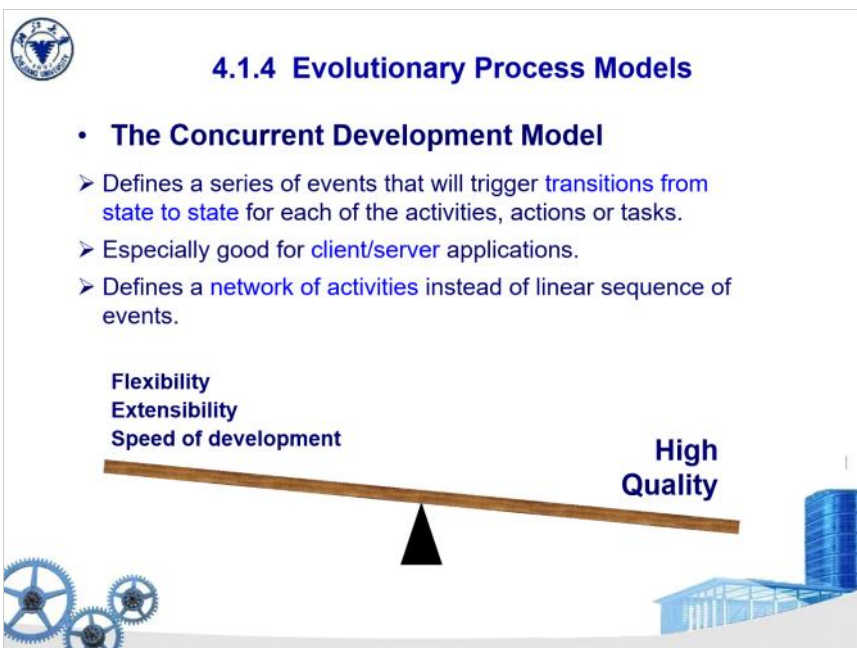 4.1.4 Evolutionary Process Models
• The Concurrent Development Model
➢ Defines a series of events that will trigger transitions from
state to state for each of the activities, actions or tasks.
➢ Especially good for client/server applications.
➢ Defines a network of activities instead of linear sequence of
events.
Flexibility
Extensibility
Speed of development
High
Quality